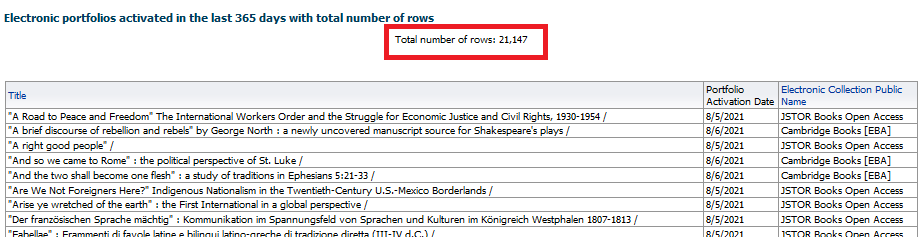 Electronic portfolios activated in the last 365 days with total number of rows
Total number of rows: 21,147
Title Portfolio Activation Date Electronic Collection Public Name
"A Road to Peace and Freedom" The International Workers Order and the Struggle for Economic Justice and Civil Rights, 1930-1954 / 8/5/2021 JSTOR Books Open Access
"A brief discourse of rebellion and rebels" by George North : a newly uncovered manuscript source for Shakespeare's plays / 8/6/2021 Cambridge Books [EBA]
"A right good people" / 8/5/2021 JSTOR Books Open Access
"And so we came to Rome" : the political perspective of St. Luke / 8/6/2021 Cambridge Books [EBA]
"And the two shall become one flesh" : a study of traditions in Ephesians 5:21-33 / 8/6/2021 Cambridge Books [EBA]
"Are We Not Foreigners Here?" Indigenous Nationalism in the Twentieth-Century U.S.-Mexico Borderlands / 8/5/2021 JSTOR Books Open Access
"Arise ye wretched of the earth" : the First International in a global perspective / 8/5/2021 JSTOR Books Open Access
"Der französischen Sprache mächtig" : Kommunikation im Spannungsfeld von Sprachen und Kulturen im Königreich Westphalen 1807-1813 / 8/5/2021 JSTOR Books Open Access
"Fabellae" : Frammenti di favole latine e bilingui latino-greche di tradizione diretta (III-IV d.C.) / 8/5/2021 JSTOR Books Open Access